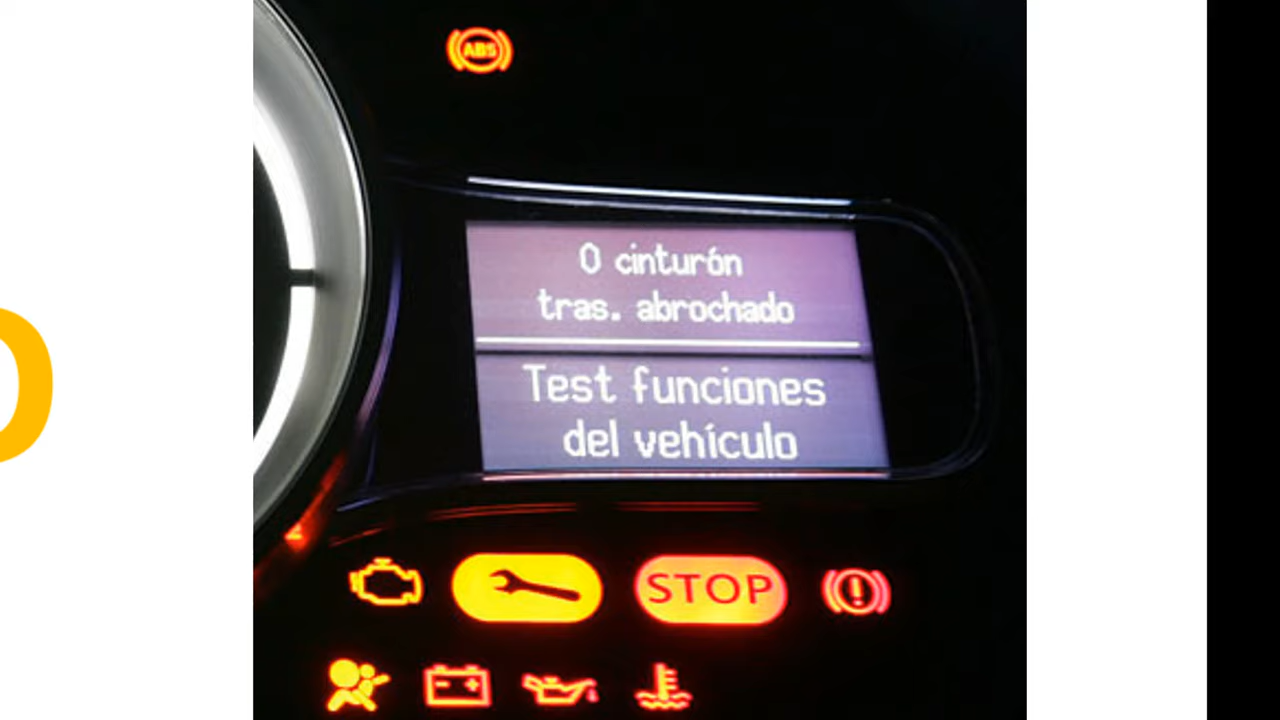 ABS
0 cinturón
tras. abrochado
Test funciones
del vehículo
STOP